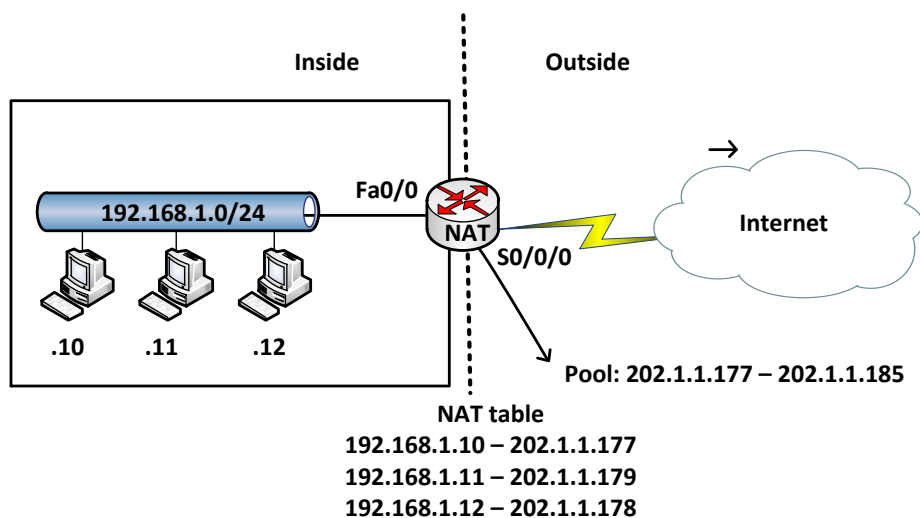 Inside
Outside
Fa0/0
192.168.1.0/24
NAT
S0/0/0
Internet
.10
.11
.12
Pool: 202.1.1.177 – 202.1.1.185
NAT table
192.168.1.10 – 202.1.1.177
192.168.1.11 – 202.1.1.179
192.168.1.12 – 202.1.1.178